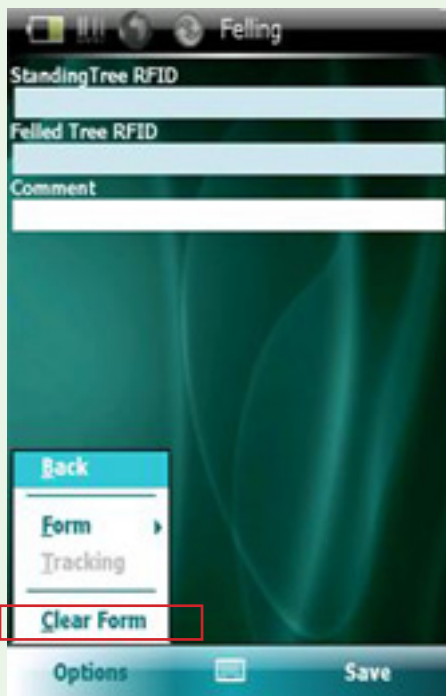 Felling
StandingTree RFID
Felled Tree RFID
Comment
Back
Form
Tracking
Clear Form
Options Save